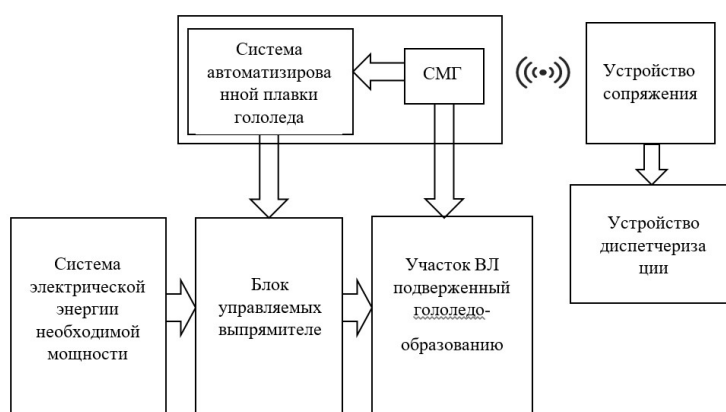 Система
автоматизирова
нной плавки
гололеда
СМГ
Устройство
сопряжения
Устройство
диспетчериза
ции
Система
электрической
энергии
необходимой
мощности
Блок
управляемых
выпрямителе
Участок ВЛ
подверженный
гололедо-
образованию